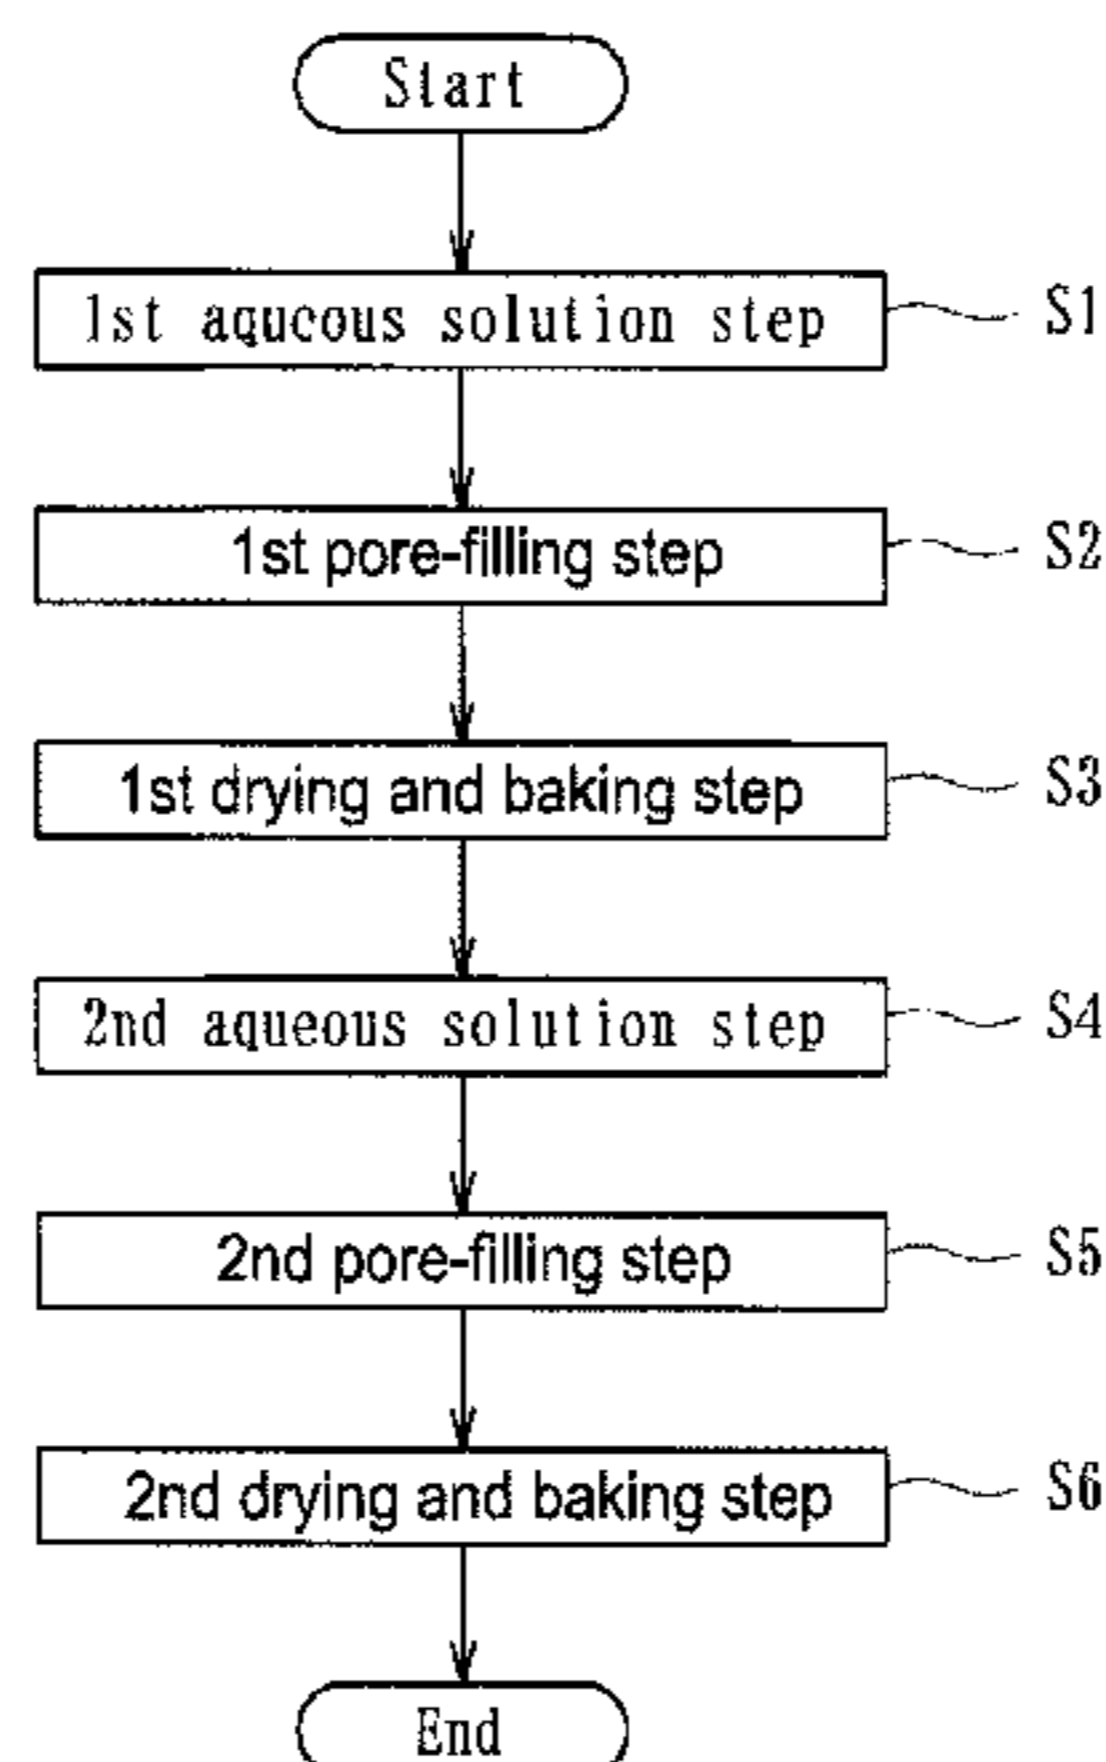 Start
1st aqueous solution step
S1
1st pore-filling step
S2
1st drying and baking step
S3
2nd aqueous solution step
S4
2nd pore-filling step
S5
2nd drying and baking step
S6
End